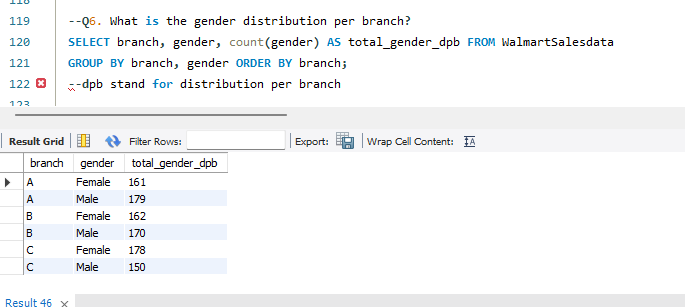 118
119 --Q6. What is the gender distribution per branch?
120 SELECT branch, gender, count(gender) AS total_gender_dpb FROM WalmartSalesdata
121 GROUP BY branch, gender ORDER BY branch;
122 --dpb stand for distribution per branch
123
Result Grid Filter Rows: Export: Wrap Cell Content: IA
branch gender total_gender_dpb
A Female 161
A Male 179
B Female 162
B Male 170
C Female 178
C Male 150
Result 46 ×